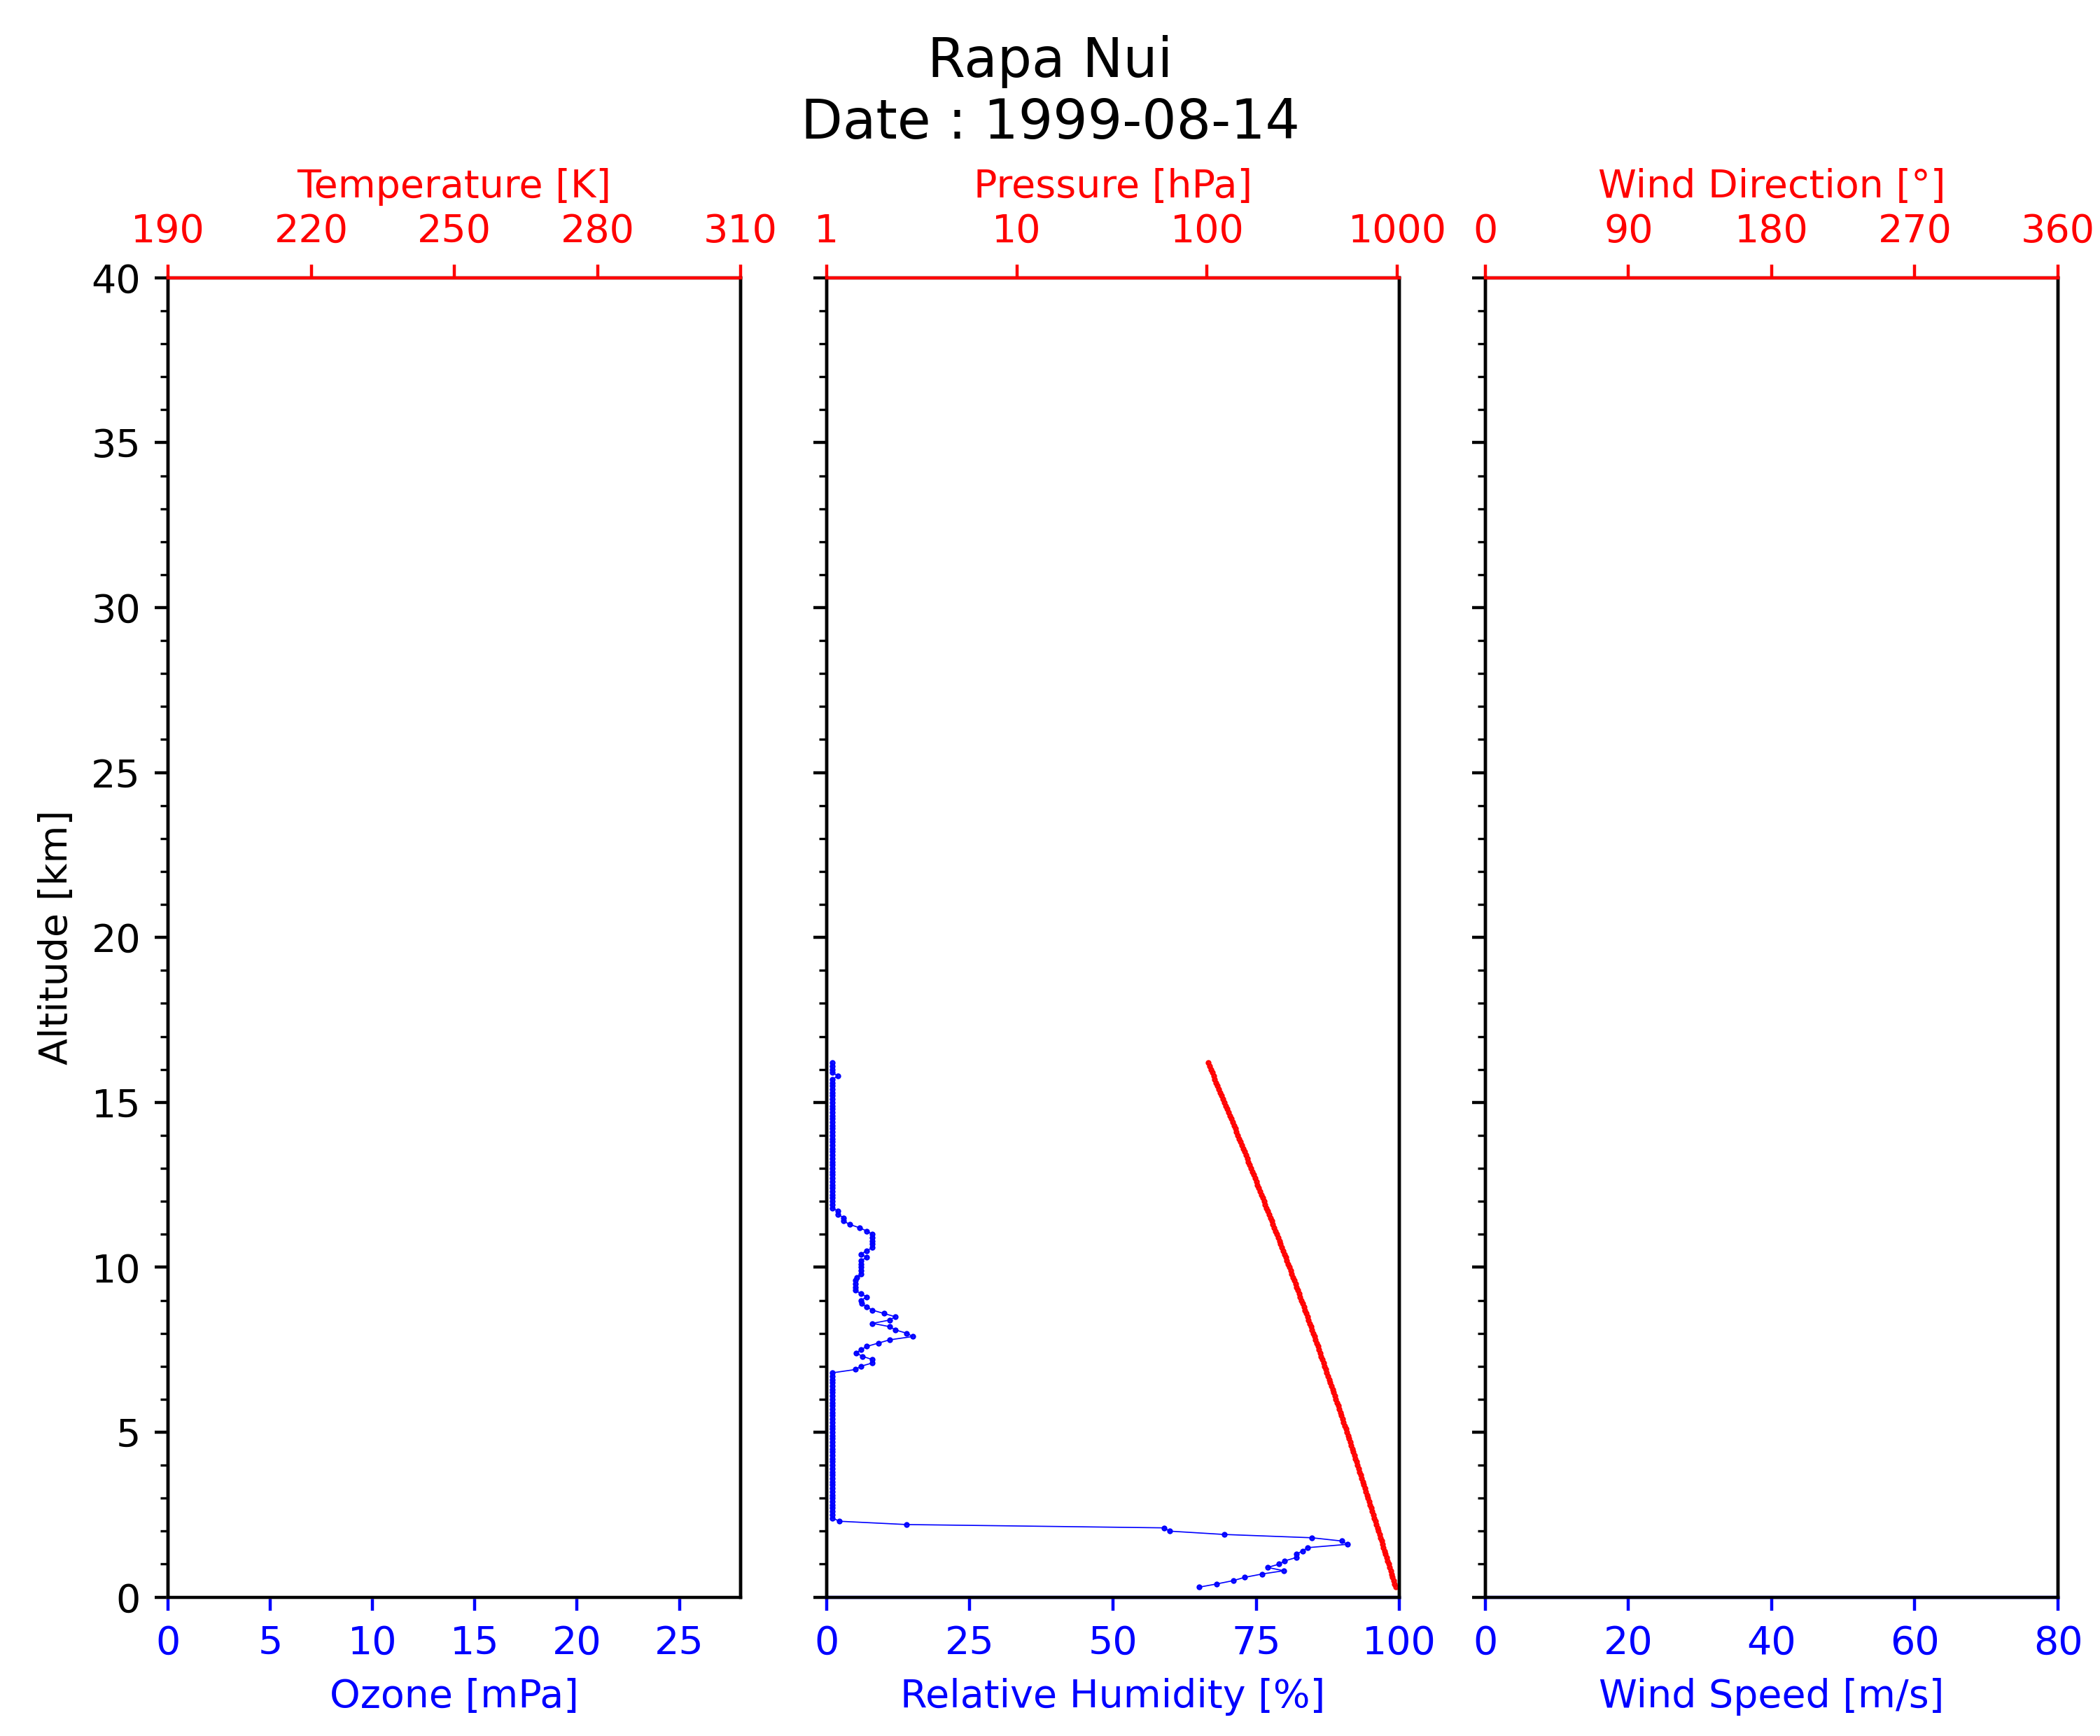 Rapa Nui
Date : 1999-08-14
Temperature [K]
190 220 250 280 310
Pressure [hPa]
1 10 100 1000
Wind Direction [°]
0 90 180 270 360
Altitude [km]
40
35
30
25
20
15
10
5
0
0 5 10 15 20 25
Ozone [mPa]
0 25 50 75 100
Relative Humidity [%]
0 20 40 60 80
Wind Speed [m/s]